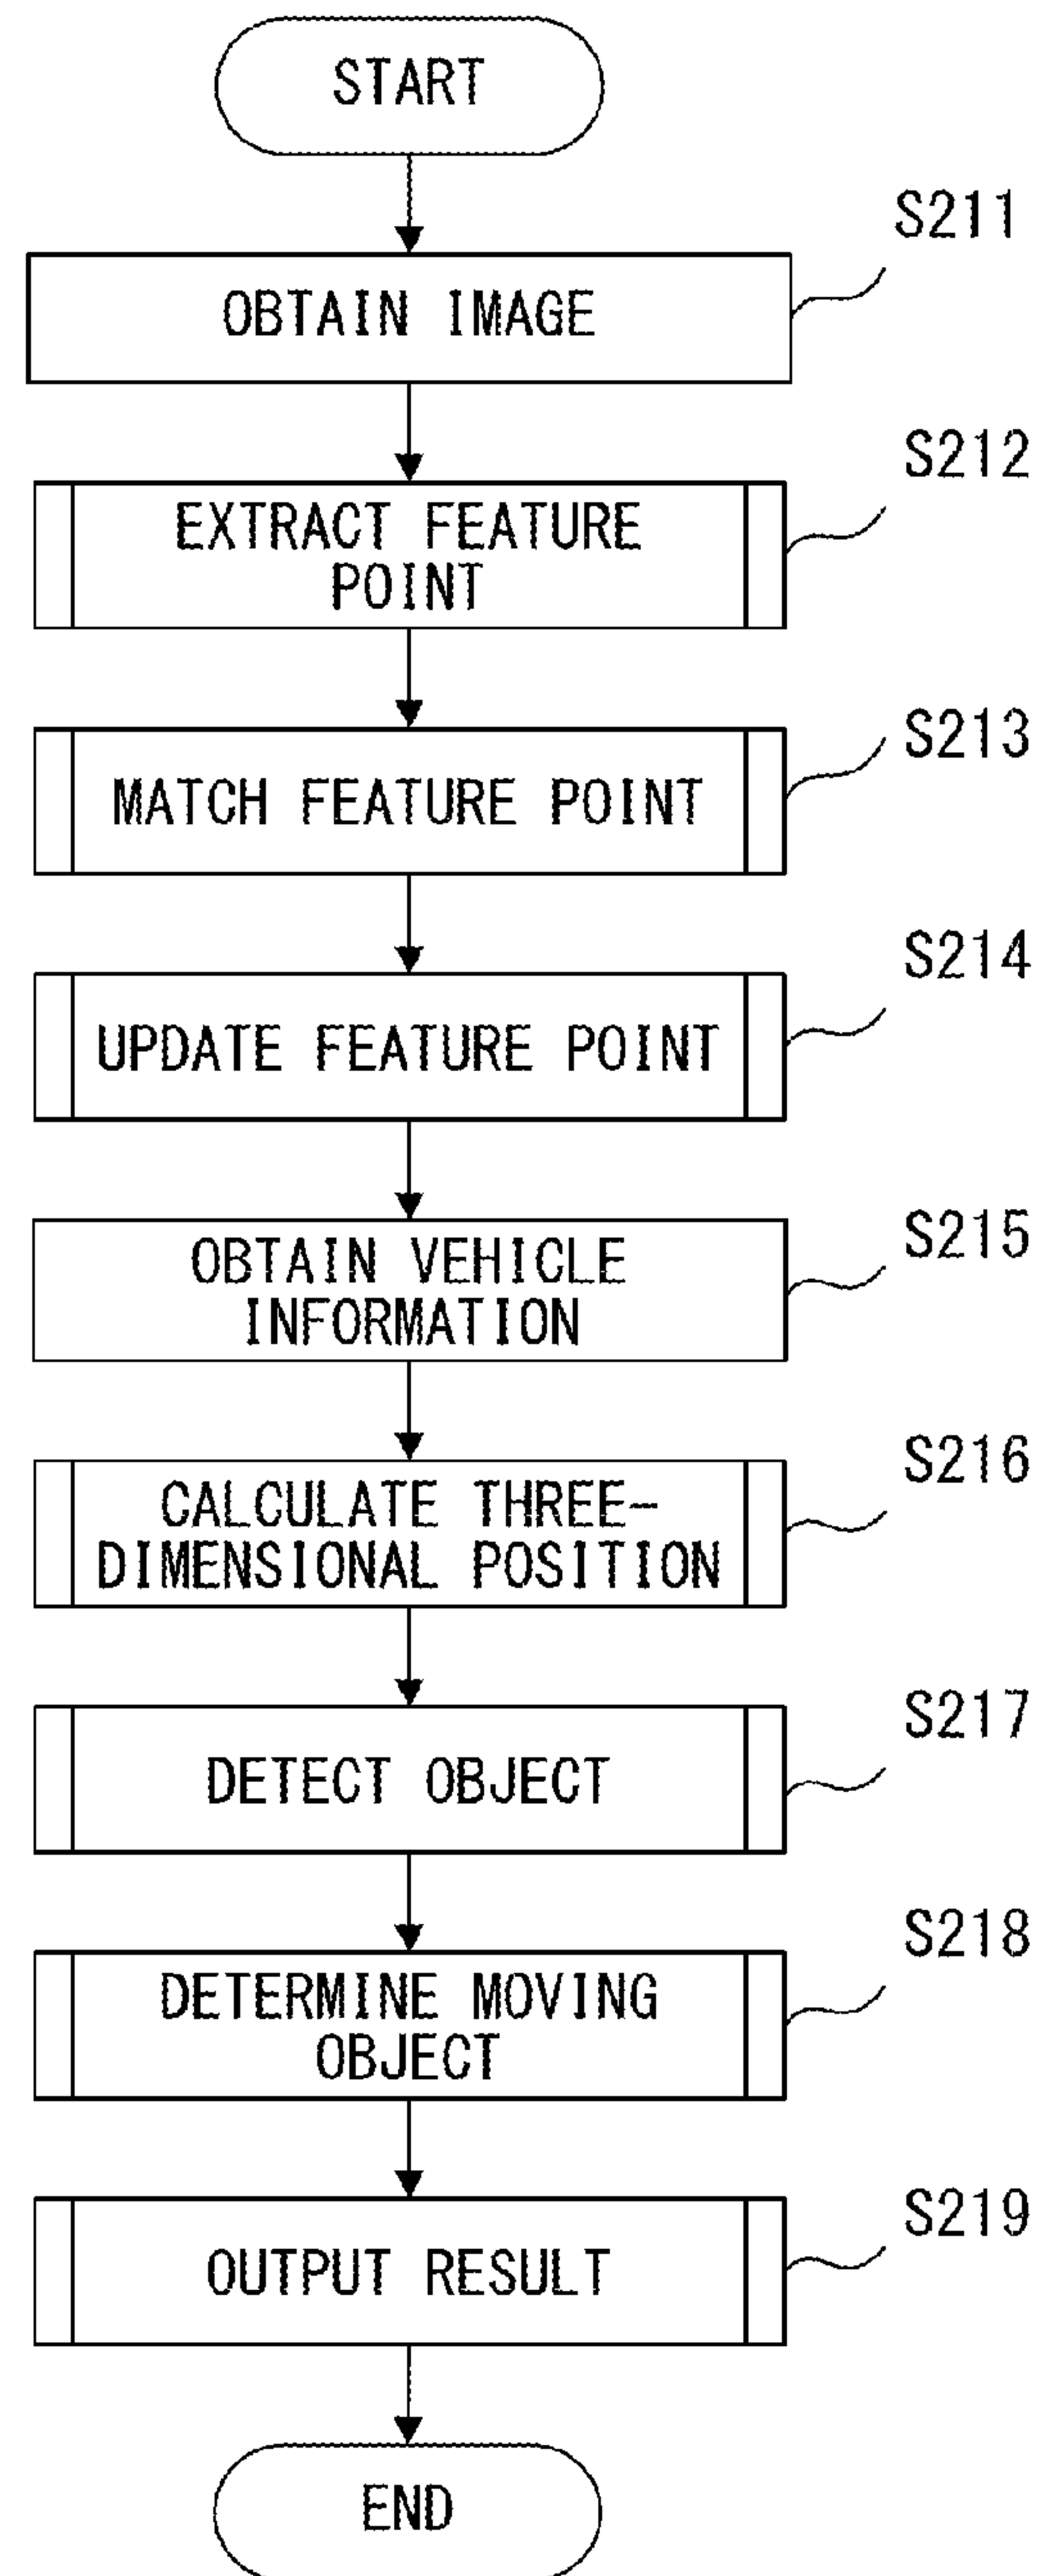 START
S211
OBTAIN IMAGE
S212
EXTRACT FEATURE
POINT
S213
MATCH FEATURE POINT
S214
UPDATE FEATURE POINT
S215
OBTAIN VEHICLE
INFORMATION
S216
CALCULATE THREE-
DIMENSIONAL POSITION
S217
DETECT OBJECT
S218
DETERMINE MOVING
OBJECT
S219
OUTPUT RESULT
END